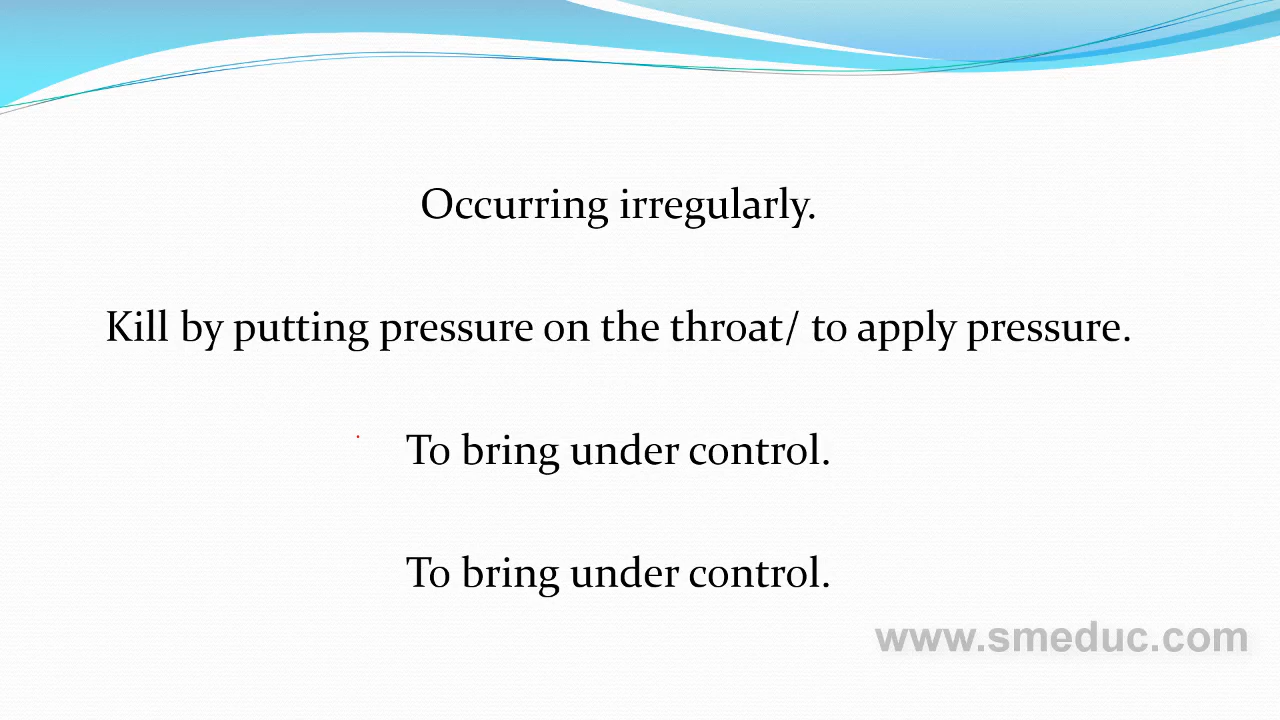 Occurring irregularly.
Kill by putting pressure on the throat/ to apply pressure.
To bring under control.
To bring under control.
www.smeduc.com